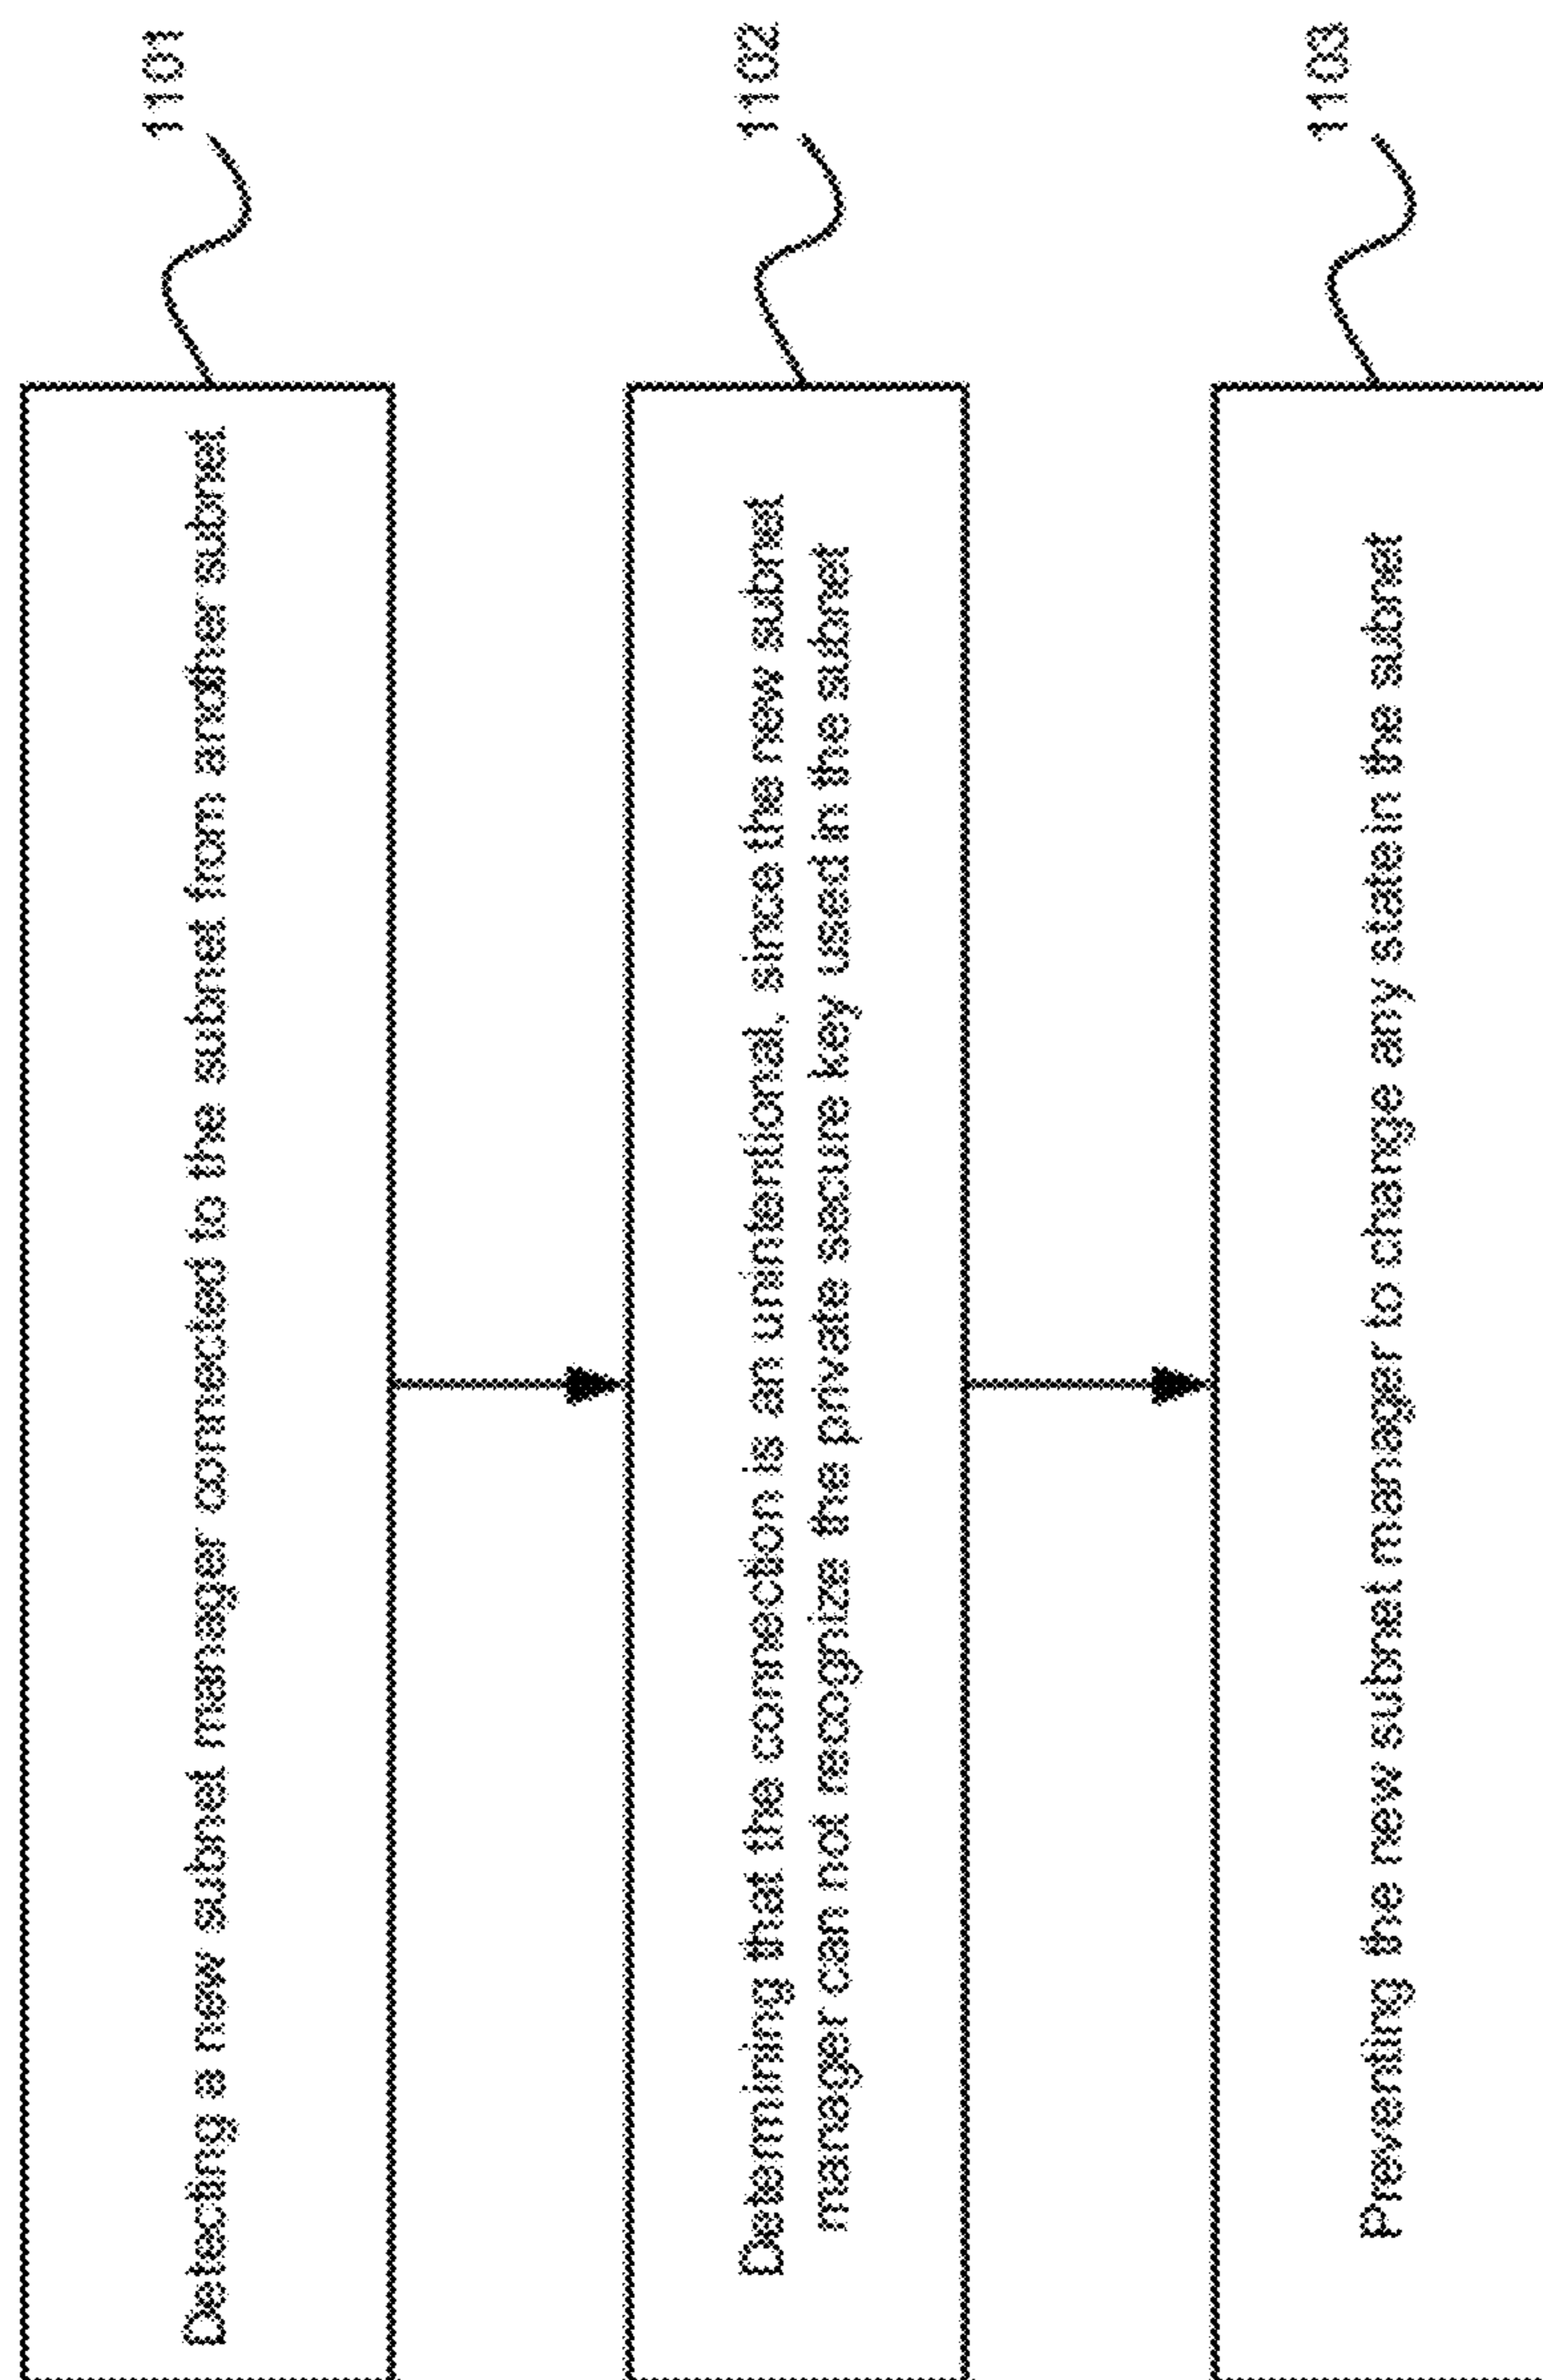 Detecting a new subnet manager connected to the subnet from another subnet
1101
Determining that the connection is an unintentional, since the new subnet
manager can not recognize the private secure key used in the subnet
1102
Preventing the new subnet manager to change any state in the subnet
1103